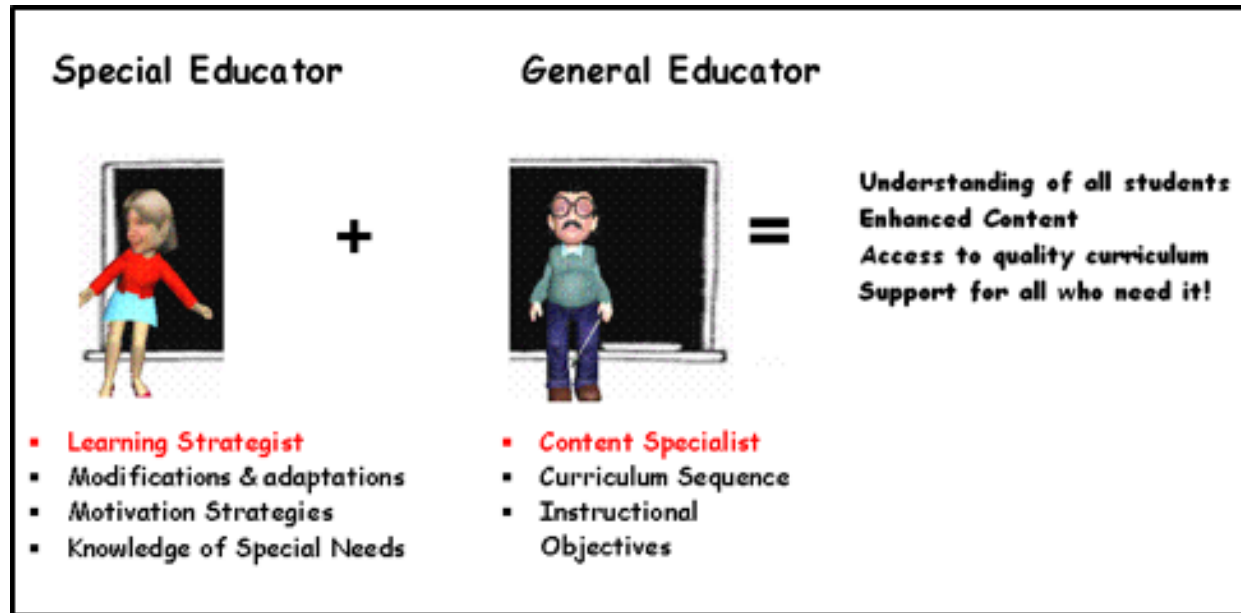 Special Educator
General Educator
+
=
Understanding of all students
Enhanced Content
Access to quality curriculum
Support for all who need it!
▪ Learning Strategist
▪ Modifications & adaptations
▪ Motivation Strategies
▪ Knowledge of Special Needs
▪ Content Specialist
▪ Curriculum Sequence
▪ Instructional
Objectives